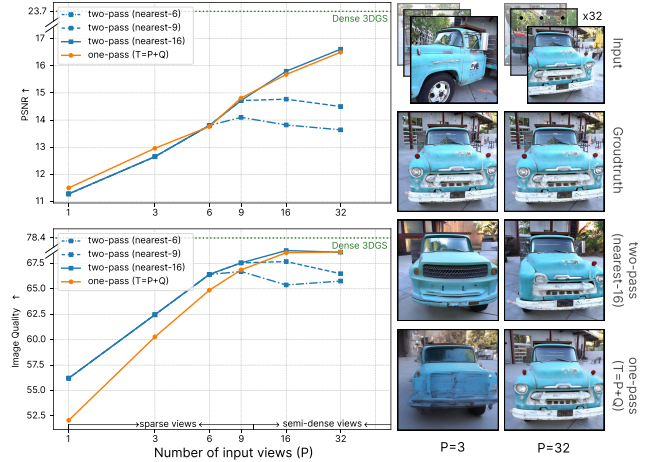 23.7
Dense 3DGS
two-pass (nearest-6)
two-pass (nearest-9)
two-pass (nearest-16)
one-pass (T=P+Q)
17
16
15
14
13
12
11
PSNR ↑
1
3
6
9
16
32
78.4
Dense 3DGS
two-pass (nearest-6)
two-pass (nearest-9)
two-pass (nearest-16)
one-pass (T=P+Q)
67.5
65.0
62.5
60.0
57.5
55.0
52.5
Image Quality ↑
sparse views
semi-dense views
1
3
6
9
16
32
Number of input views (P)
x32
Input
Groudtruth
two-pass
(nearest-16)
one-pass
(T=P+Q)
P=3
P=32